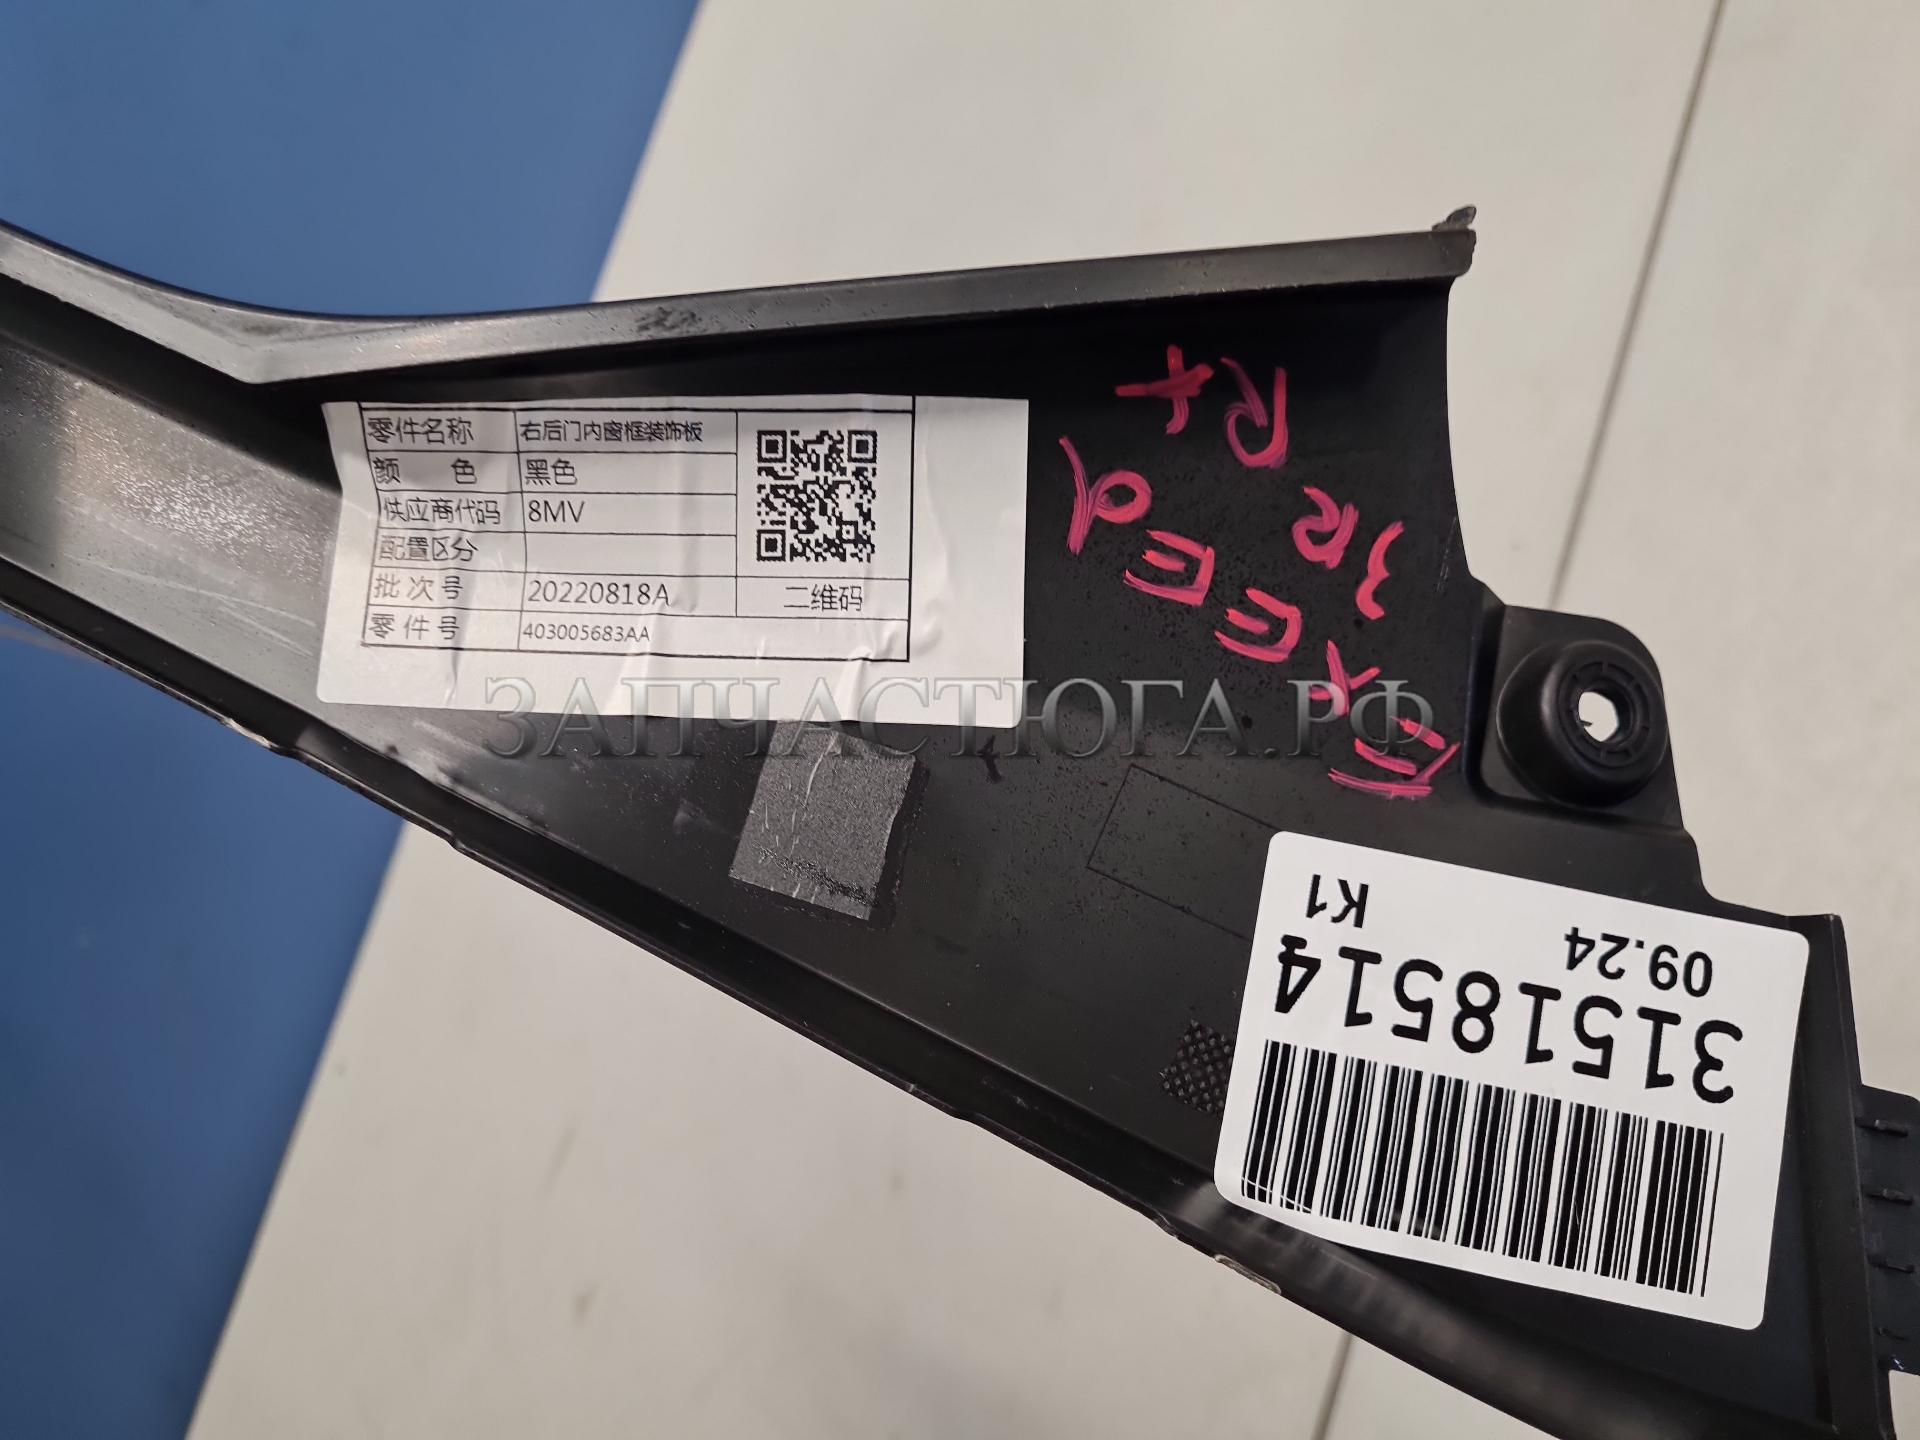 零件名称 右后门内窗框装饰板
颜 色 黑色
供应商代码 8MV
配置区分
批次号 20220818A 二维码
零件号 403005683AA
EXEEd
3R
R+
ЗАПЧАСТЮГА.РФ
31518514
09.24 K1